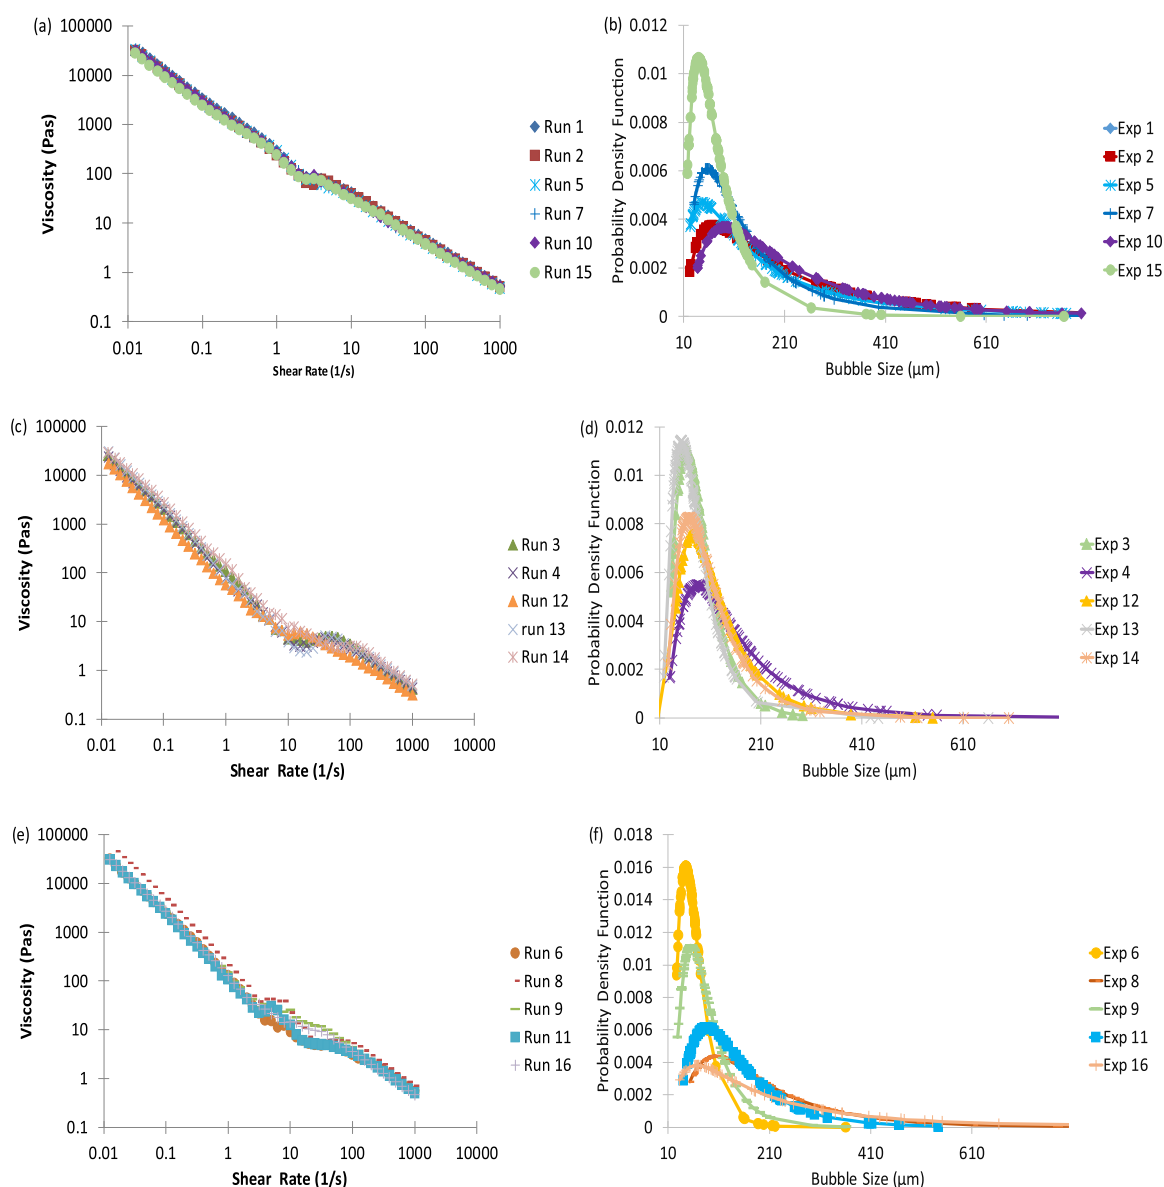 (a)
100000
10000
1000
100
10
1
0.1
Viscosity (Pas)
0.01
0.1
1
10
100
1000
Shear Rate (1/s)
Run 1
Run 2
Run 5
Run 7
Run 10
Run 15
(b)
0.012
0.01
0.008
0.006
0.004
0.002
0
Probability Density Function
10
210
410
610
Bubble Size (µm)
Exp 1
Exp 2
Exp 5
Exp 7
Exp 10
Exp 15
(c)
100000
10000
1000
100
10
1
0.1
Viscosity (Pas)
0.01
0.1
1
10
100
1000
10000
Shear Rate (1/s)
Run 3
Run 4
Run 12
run 13
Run 14
(d)
0.012
0.01
0.008
0.006
0.004
0.002
0
Probability Density Function
10
210
410
610
Bubble Size (µm)
Exp 3
Exp 4
Exp 12
Exp 13
Exp 14
(e)
100000
10000
1000
100
10
1
0.1
Viscosity (Pas)
0.01
0.1
1
10
100
1000
10000
Shear Rate (1/s)
Run 6
Run 8
Run 9
Run 11
Run 16
(f)
0.018
0.016
0.014
0.012
0.01
0.008
0.006
0.004
0.002
0
Probability Density Function
10
210
410
610
Bubble Size (µm)
Exp 6
Exp 8
Exp 9
Exp 11
Exp 16